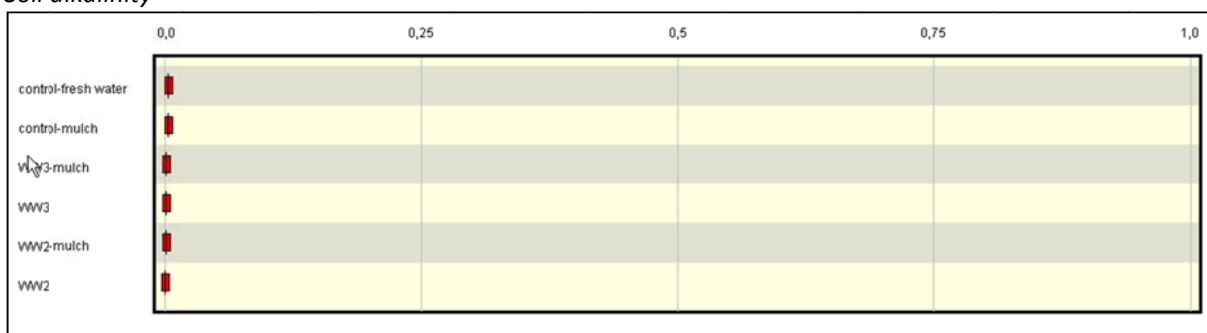 Soil alkalinity
0,0 0,25 0,5 0,75 1,0
control-fresh water
control-mulch
WW3-mulch
WW3
WW2-mulch
WW2